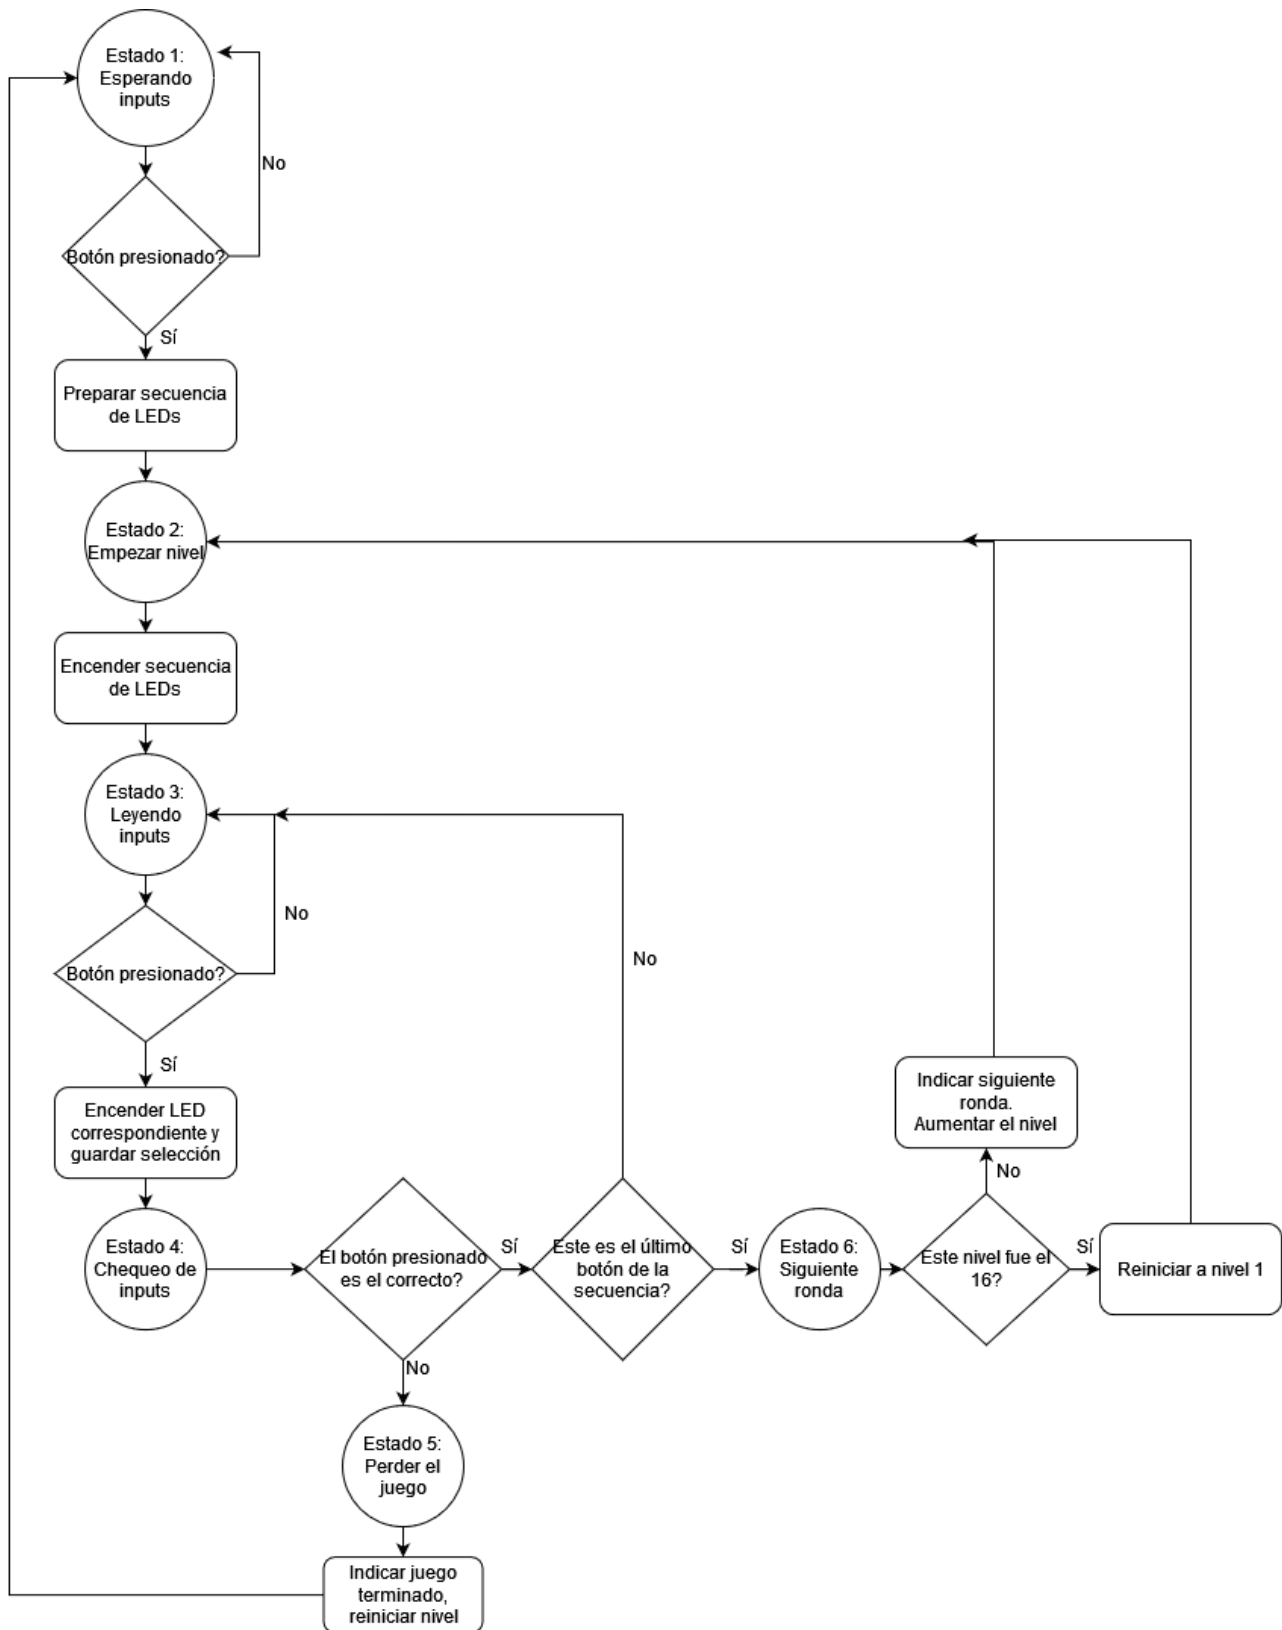 Estado 1:
Esperando
inputs
No
Botón presionado?
Sí
Preparar secuencia
de LEDs
Estado 2:
Empezar nivel
Encender secuencia
de LEDs
Estado 3:
Leyendo
inputs
No
Botón presionado?
No
Sí
Encender LED
correspondiente y
guardar selección
Indicar siguiente
ronda.
Aumentar el nivel
No
Estado 4:
Chequeo de
inputs
El botón presionado
es el correcto?
Sí
Este es el último
botón de la
secuencia?
Sí
Estado 6:
Siguiente
ronda
Este nivel fue el
16?
Sí
Reiniciar a nivel 1
No
Estado 5:
Perder el
juego
Indicar juego
terminado,
reiniciar nivel